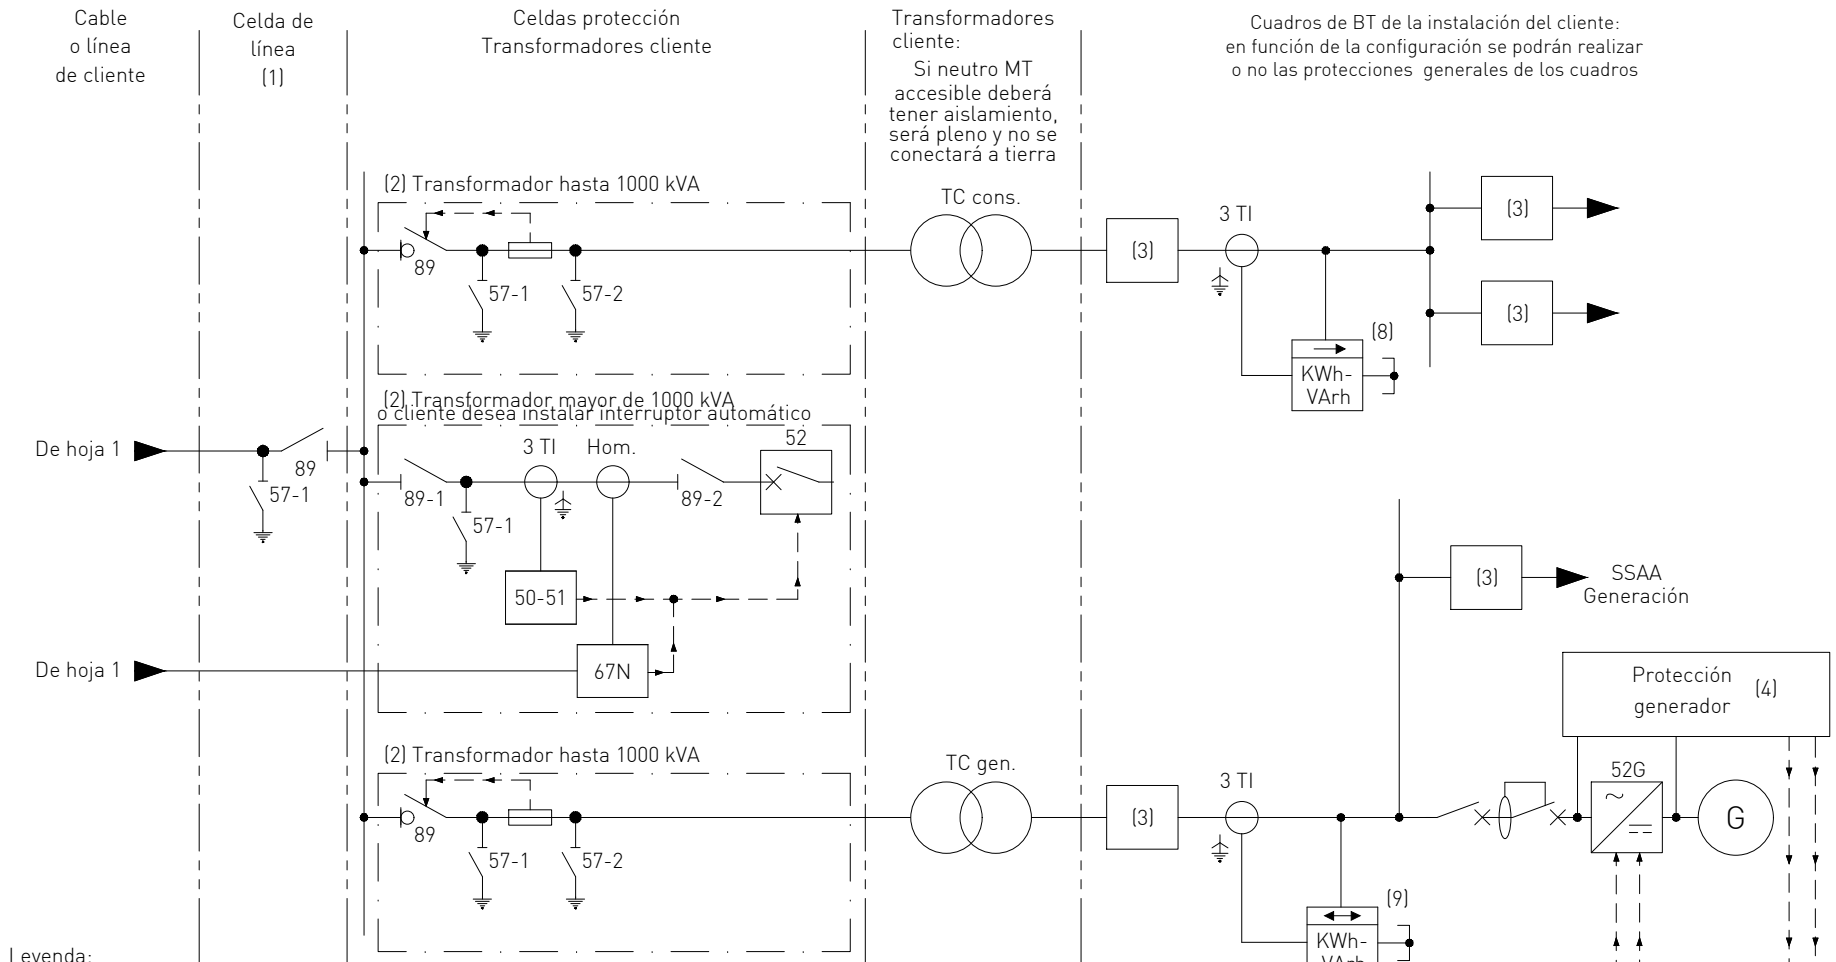 Cable
o línea
de cliente
Celda de
línea
(1)
Celdas protección
Transformadores cliente
Transformadores
cliente:
Si neutro MT
accesible deberá
tener aislamiento,
será pleno y no se
conectará a tierra
Cuadros de BT de la instalación del cliente:
en función de la configuración se podrán realizar
o no las protecciones generales de los cuadros
(2) Transformador hasta 1000 kVA
89
57-1
57-2
TC cons.
(3)
3 TI
(3)
(3)
(8)
KWh-
VArh
(2) Transformador mayor de 1000 kVA
o cliente desea instalar interruptor automático
De hoja 1
89
57-1
89-1
57-1
3 TI
Hom.
89-2
52
50-51
67N
De hoja 1
(3)
SSAA
Generación
Protección
generador
(4)
(2) Transformador hasta 1000 kVA
89
57-1
57-2
TC gen.
(3)
3 TI
52G
G
(9)
KWh-
VArh
Leyenda: